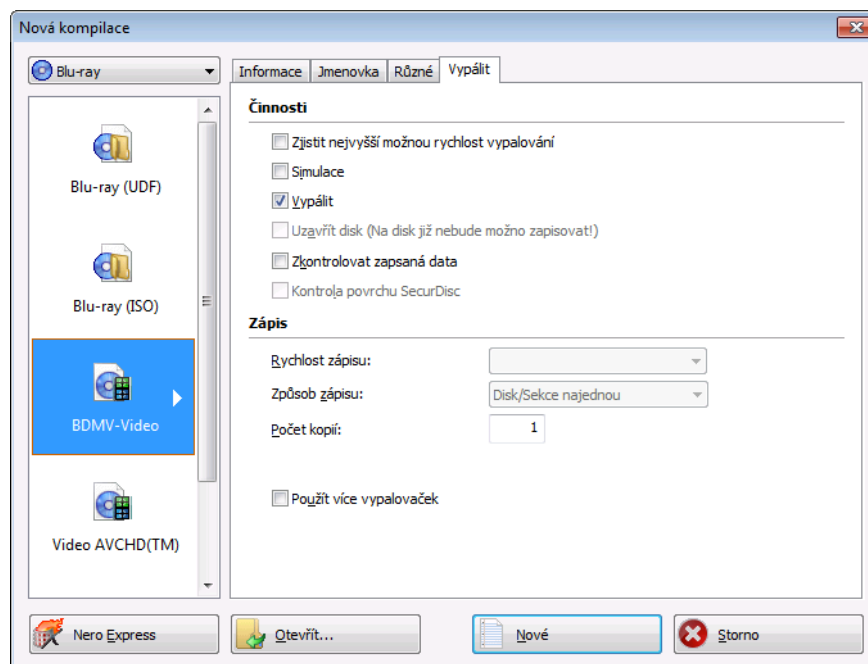 Nová kompilace
Blu-ray
Informace
Jmenovka
Různé
Vypálit
Činnosti
Zjistit nejvyšší možnou rychlost vypalování
Simulace
Vypálit
Uzavřít disk (Na disk již nebude možno zapisovat!)
Zkontrolovat zapsaná data
Kontrola povrchu SecurDisc
Zápis
Rychlost zápisu:
Způsob zápisu:
Disk/Sekce najednou
Počet kopií:
1
Použít více vypalovaček
Blu-ray (UDF)
Blu-ray (ISO)
BDMV-Video
Video AVCHD(TM)
Nero Express
Otevřít...
Nové
Storno